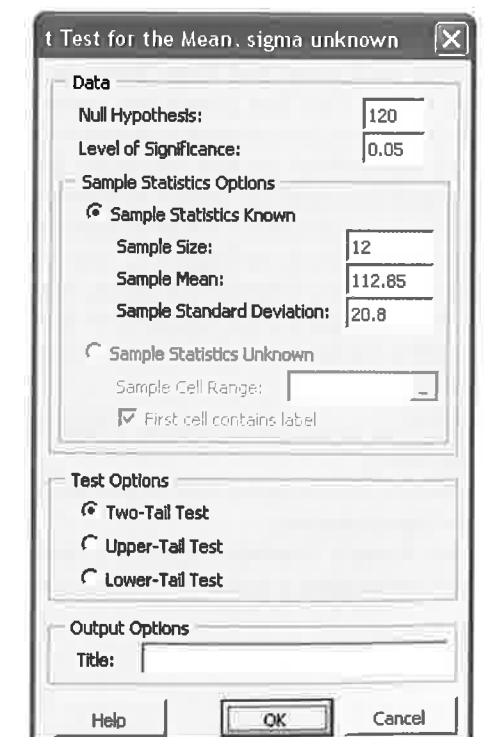 t Test for the Mean, sigma unknown
Data
Null Hypothesis: 120
Level of Significance: 0.05
Sample Statistics Options
Sample Statistics Known
Sample Size: 12
Sample Mean: 112.85
Sample Standard Deviation: 20.8
Sample Statistics Unknown
Sample Cell Range: _
First cell contains label
Test Options
Two-Tail Test
Upper-Tail Test
Lower-Tail Test
Output Options
Title:
Help OK Cancel